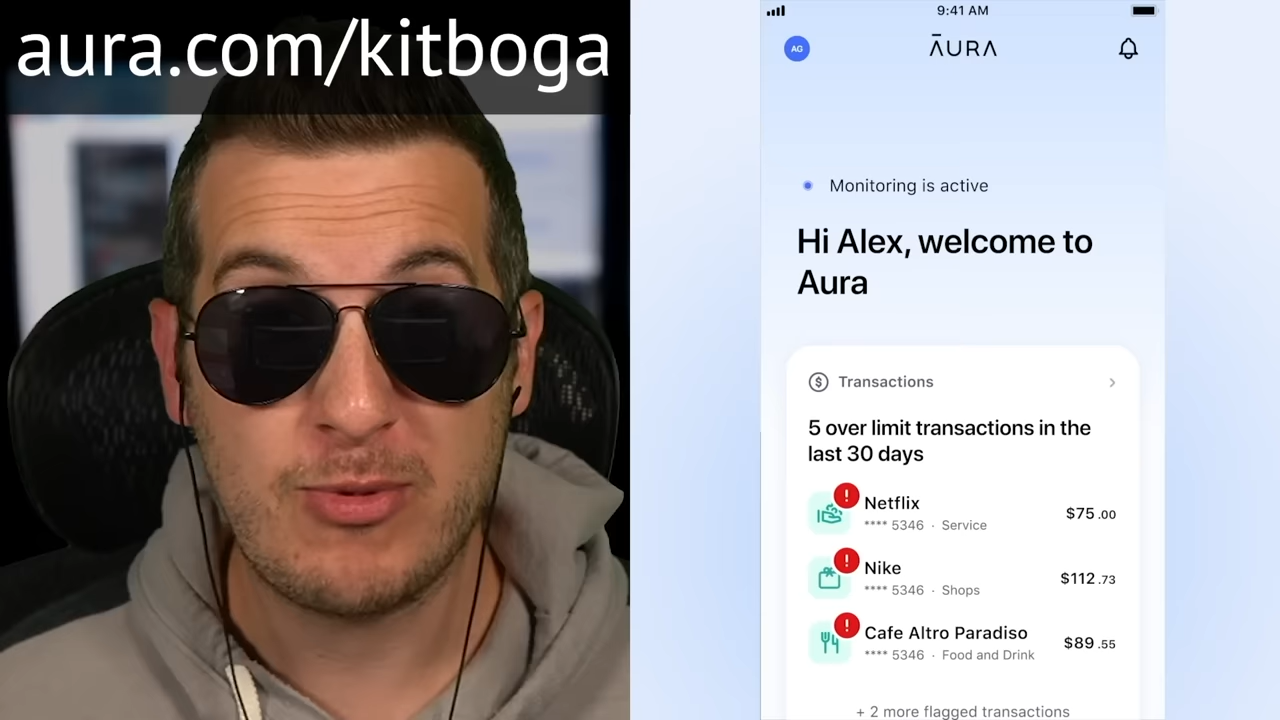 aura.com/kitboga
9:41 AM
AG
ĀURA
Monitoring is active
Hi Alex, welcome to
Aura
Transactions
5 over limit transactions in the
last 30 days
Netflix
**** 5346 · Service
$75.00
Nike
**** 5346 · Shops
$112.73
Cafe Altro Paradiso
**** 5346 · Food and Drink
$89.55
+ 2 more flagged transactions